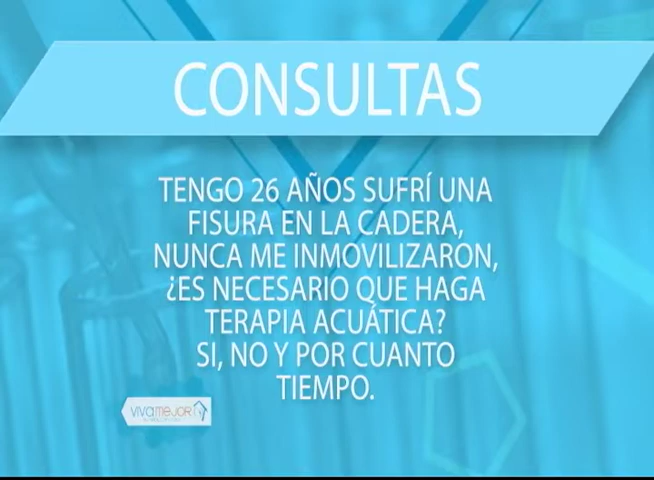 CONSULTAS
TENGO 26 AÑOS SUFRÍ UNA
FISURA EN LA CADERA,
NUNCA ME INMOVILIZARON,
¿ES NECESARIO QUE HAGA
TERAPIA ACUÁTICA?
SI, NO Y POR CUANTO
TIEMPO.
VIVAMEJOR